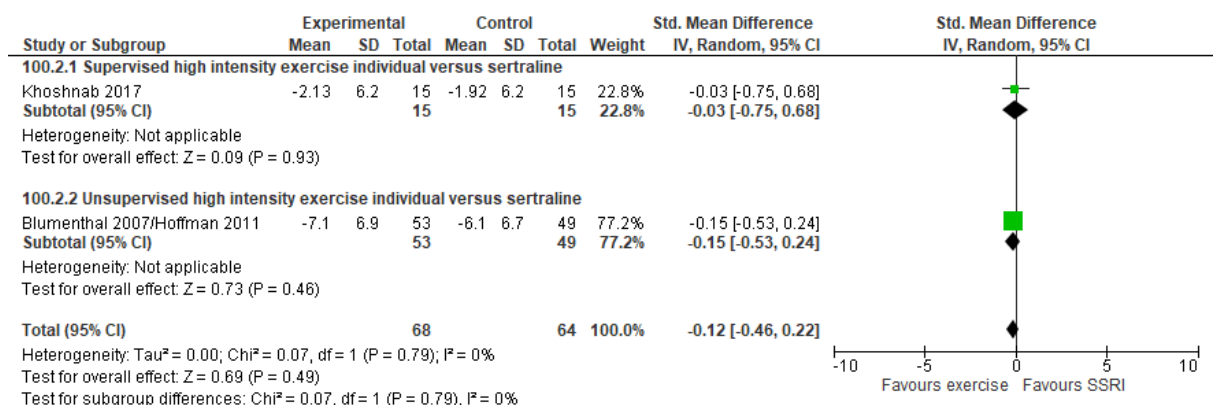 Experimental Control Std. Mean Difference Std. Mean Difference
Study or Subgroup Mean SD Total Mean SD Total Weight IV, Random, 95% CI IV, Random, 95% CI
100.2.1 Supervised high intensity exercise individual versus sertraline
Khoshnab 2017 -2.13 6.2 15 -1.92 6.2 15 22.8% -0.03 [-0.75, 0.68]
Subtotal (95% CI) 15 15 22.8% -0.03 [-0.75, 0.68]
Heterogeneity: Not applicable
Test for overall effect: Z = 0.09 (P = 0.93)
100.2.2 Unsupervised high intensity exercise individual versus sertraline
Blumenthal 2007/Hoffman 2011 -7.1 6.9 53 -6.1 6.7 49 77.2% -0.15 [-0.53, 0.24]
Subtotal (95% CI) 53 49 77.2% -0.15 [-0.53, 0.24]
Heterogeneity: Not applicable
Test for overall effect: Z = 0.73 (P = 0.46)
Total (95% CI) 68 64 100.0% -0.12 [-0.46, 0.22]
Heterogeneity: Tau² = 0.00; Chi² = 0.07, df = 1 (P = 0.79); I² = 0%
Test for overall effect: Z = 0.69 (P = 0.49)
Test for subgroup differences: Chi² = 0.07, df = 1 (P = 0.79), I² = 0%
-10 -5 0 5 10
Favours exercise Favours SSRI